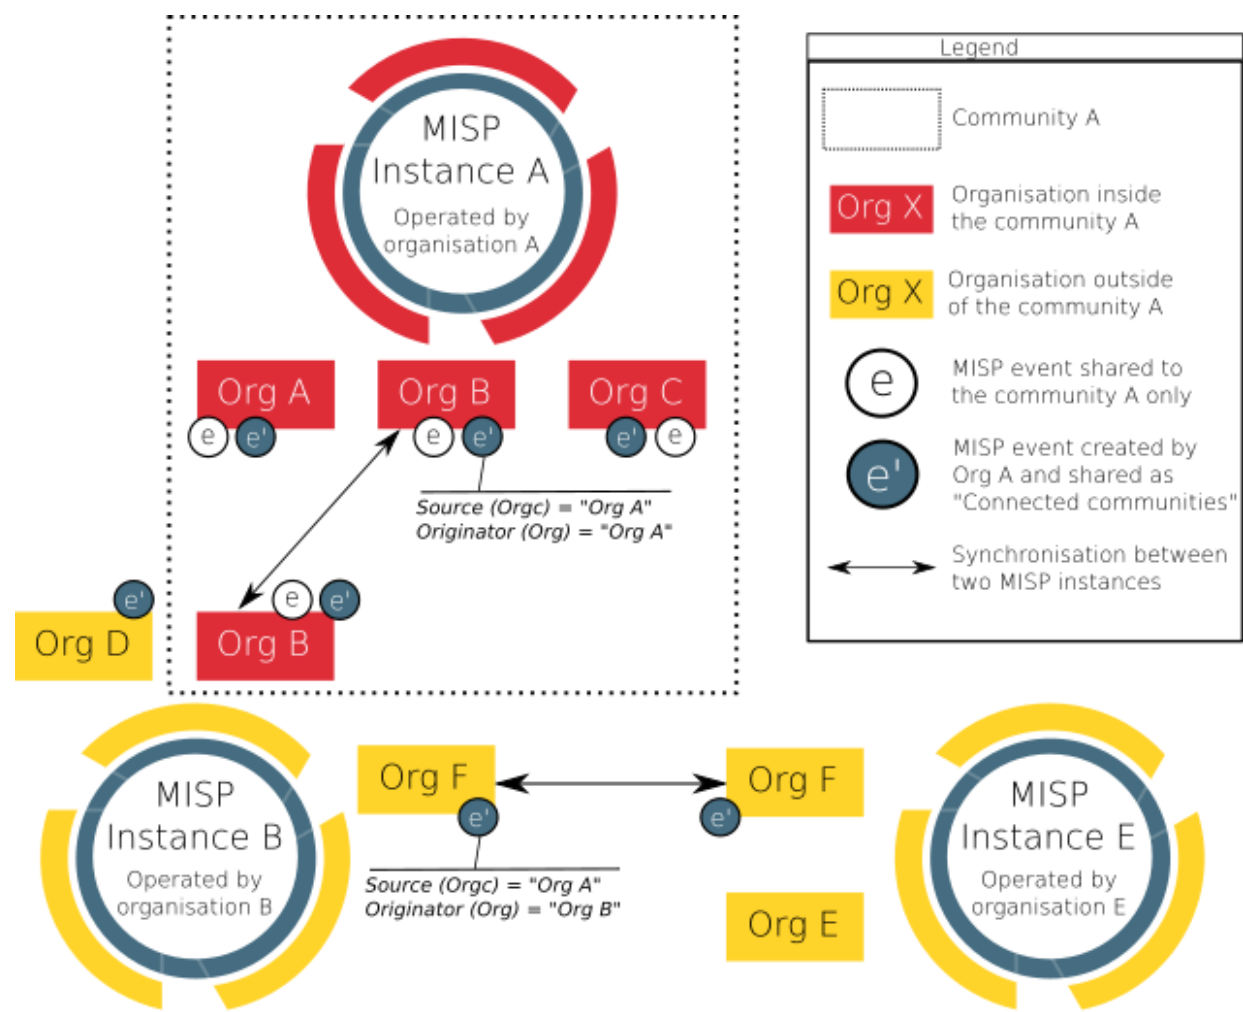 MISP
Instance A
Operated by
organisation A
Org A
Org B
Org C
e
e'
e
e'
e'
e
Source (Orgc) = "Org A"
Originator (Org) = "Org A"
e'
e
e'
Org D
Org B
MISP
Instance B
Operated by
organisation B
Org F
e'
Source (Orgc) = "Org A"
Originator (Org) = "Org B"
Org F
e'
Org E
MISP
Instance E
Operated by
organisation E
Legend
Community A
Org X
Organisation inside
the community A
Org X
Organisation outside
of the community A
e
MISP event shared to
the community A only
e'
MISP event created by
Org A and shared as
"Connected communities"
Synchronisation between
two MISP instances